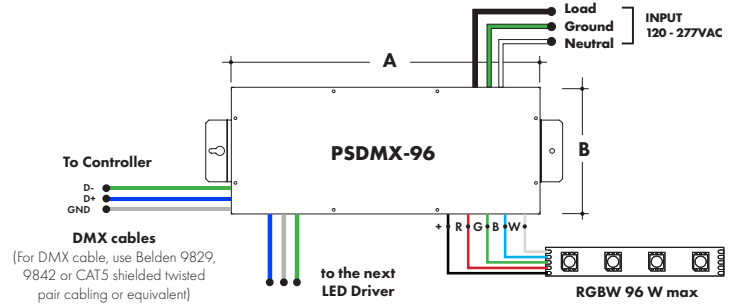 Load
Ground
Neutral
INPUT
120 - 277VAC
A
PSDMX-96
B
To Controller
D-
D+
GND
DMX cables
(For DMX cable, use Belden 9829,
9842 or CAT5 shielded twisted
pair cabling or equivalent)
to the next
LED Driver
+ R G B W
RGBW 96 W max